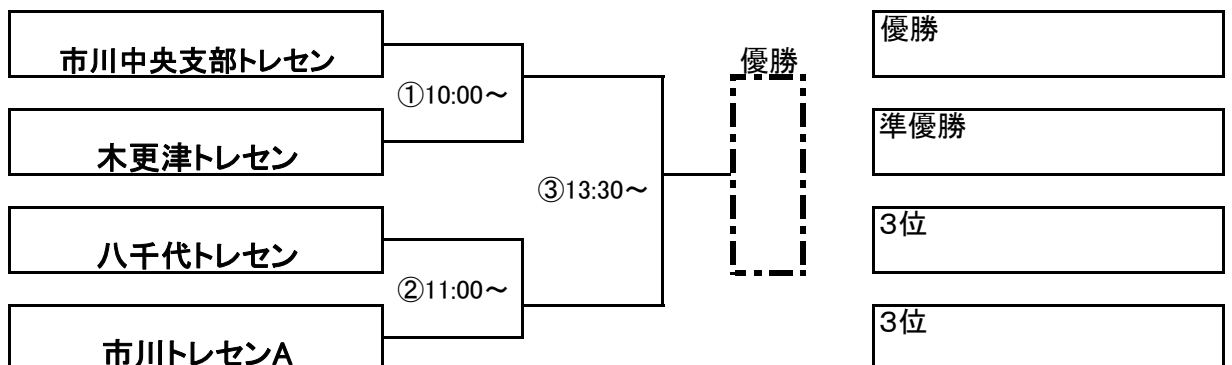 市川中央支部トレセン
①10:00～
木更津トレセン
③13:30～
八千代トレセン
②11:00～
市川トレセンA
優勝
優勝
準優勝
3位
3位